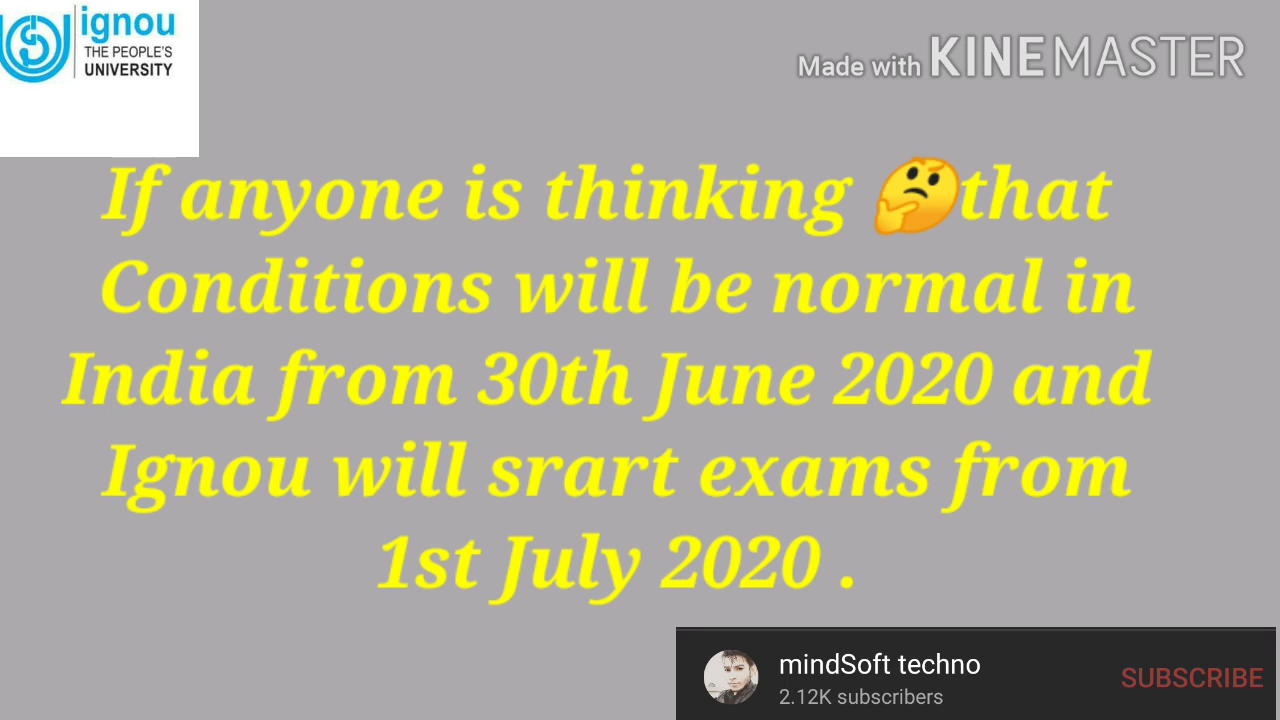 ignou
THE PEOPLE'S
UNIVERSITY
Made with KINEMASTER
If anyone is thinking 🤔that
Conditions will be normal in
India from 30th June 2020 and
Ignou will srart exams from
1st July 2020 .
mindSoft techno
2.12K subscribers
SUBSCRIBE